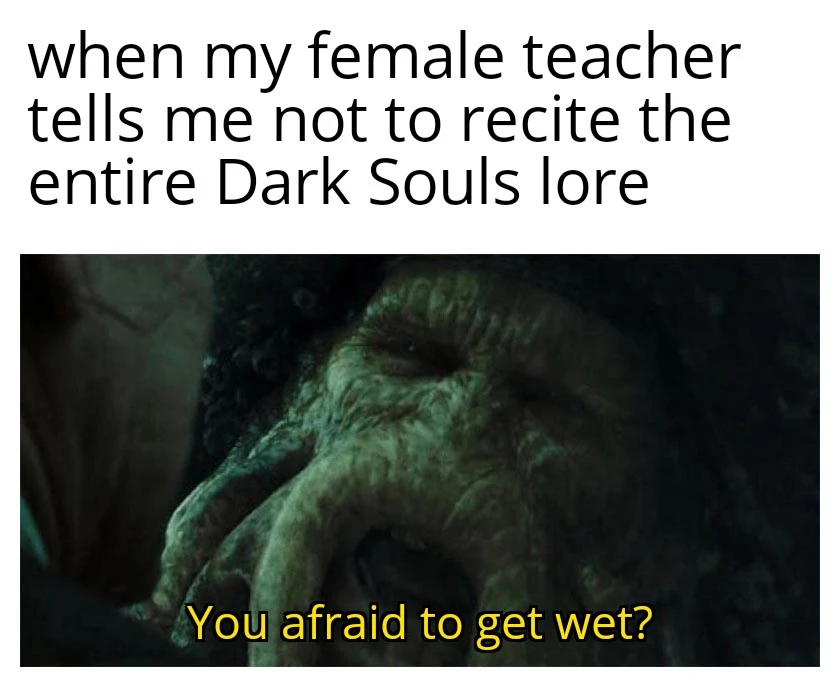 when my female teacher
tells me not to recite the
entire Dark Souls lore
You afraid to get wet?